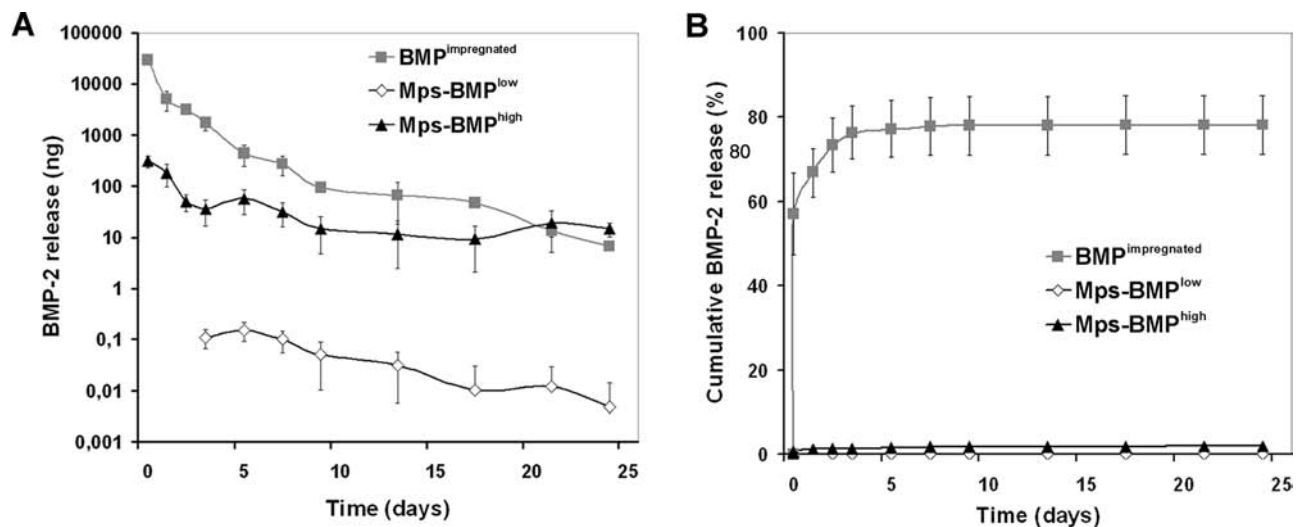 A
100000
10000
1000
100
10
1
0,1
0,01
0,001
BMP-2 release (ng)
BMP^impregnated
Mps-BMP^low
Mps-BMP^high
0 5 10 15 20 25
Time (days)
B
100
80
60
40
20
0
80
Cumulative BMP-2 release (%)
BMP^impregnated
Mps-BMP^low
Mps-BMP^high
0 5 10 15 20 25
Time (days)